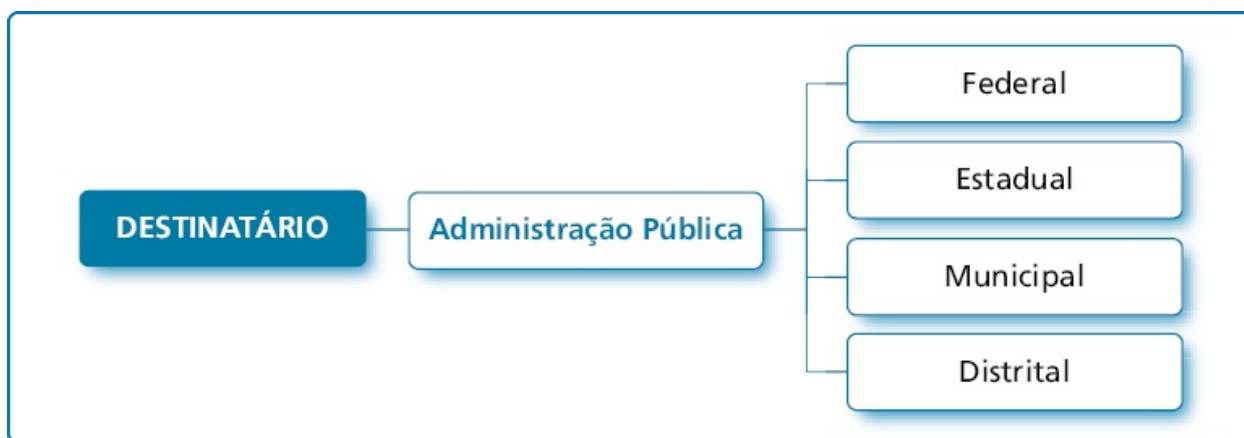 DESTINATÁRIO
Administração Pública
Federal
Estadual
Municipal
Distrital